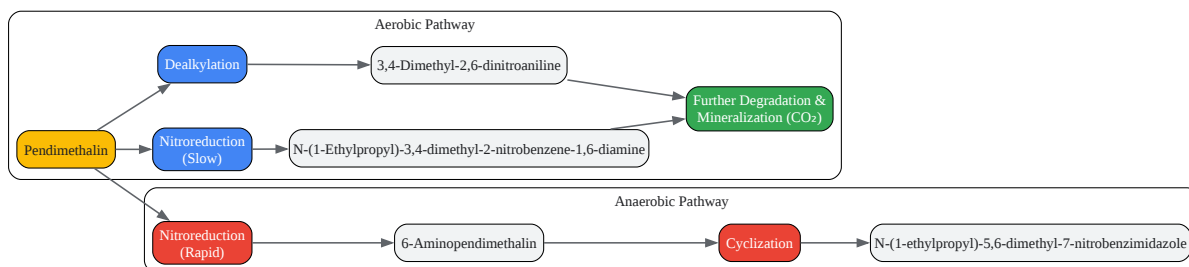 Aerobic Pathway
Dealkylation
3,4-Dimethyl-2,6-dinitroaniline
Further Degradation &
Mineralization (CO₂)
Pendimethalin
Nitroreduction
(Slow)
N-(1-Ethylpropyl)-3,4-dimethyl-2-nitrobenzene-1,6-diamine
Anaerobic Pathway
Nitroreduction
(Rapid)
6-Aminopendimethalin
Cyclization
N-(1-ethylpropyl)-5,6-dimethyl-7-nitrobenzimidazole